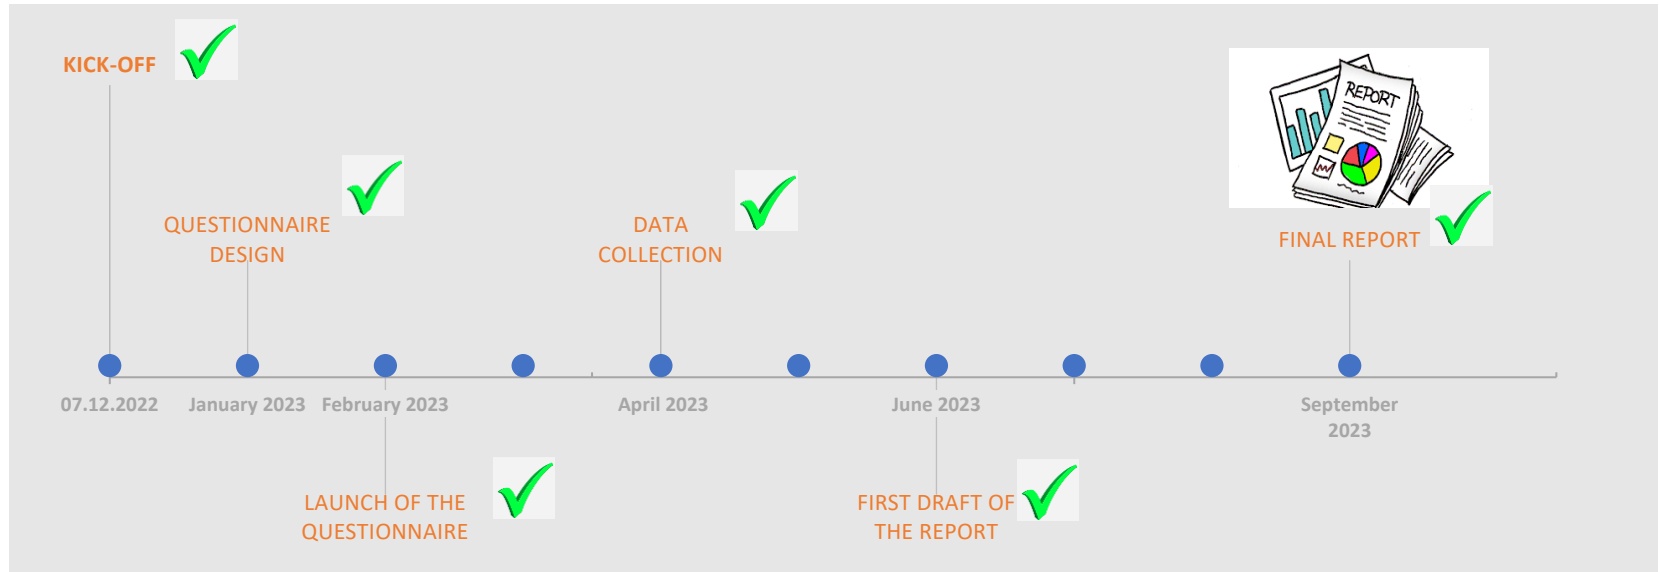 KICK-OFF
REPORT
QUESTIONNAIRE
DESIGN
DATA
COLLECTION
FINAL REPORT
07.12.2022
January 2023
February 2023
April 2023
June 2023
September
2023
LAUNCH OF THE
QUESTIONNAIRE
FIRST DRAFT OF
THE REPORT